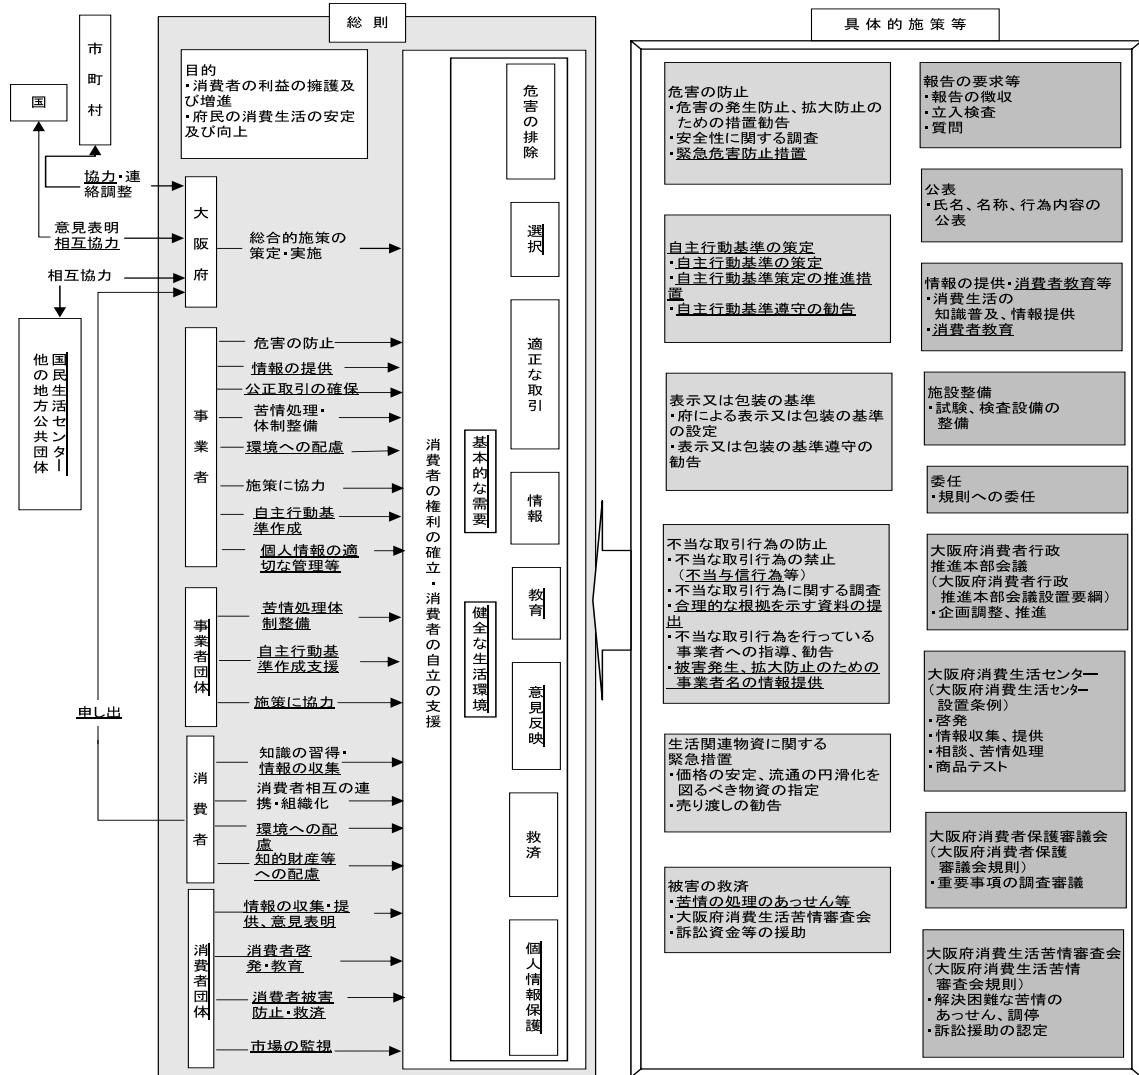 総 則
具体的施策等
市町村
国
目的
・消費者の利益の擁護及
び増進
・府民の消費生活の安定
及び向上
協力・連
絡調整
意見表明
相互協力
相互協力
国民生活センター
他の地方公共団体
申し出
大阪府
総合的施策の
策定・実施
事業者
危害の防止
情報の提供
公正取引の確保
苦情処理・
体制整備
環境への配慮
施策に協力
自主行動基
準作成
個人情報の適
切な管理等
事業者団体
苦情処理体
制整備
自主行動基
準作成支援
施策に協力
消費者
知識の習得・
情報の収集
消費者相互の連
携・組織化
環境への配
慮
知的財産等
への配慮
消費者団体
情報の収集・提
供、意見表明
消費者啓
発・教育
消費者被害
防止・救済
市場の監視
消費者の権利の確立・消費者の自立の支援
基本的な需要
健全な生活環境
危害の排除
選択
適正な取引
情報
教育
意見反映
救済
個人情報保護
危害の防止
・危害の発生防止、拡大防止の
ための措置勧告
・安全性に関する調査
・緊急危害防止措置
自主行動基準の策定
・自主行動基準の策定
・自主行動基準策定の推進措
置
・自主行動基準遵守の勧告
表示又は包装の基準
・府による表示又は包装の基準
の設定
・表示又は包装の基準遵守の
勧告
不当な取引行為の防止
・不当な取引行為の禁止
（不当与信行為等）
・不当な取引行為に関する調査
・合理的な根拠を示す資料の提
出
・不当な取引行為を行っている
事業者への指導、勧告
・被害発生、拡大防止のための
事業者名の情報提供
生活関連物資に関する
緊急措置
・価格の安定、流通の円滑化を
図るべき物資の指定
・売り渡しの勧告
被害の救済
・苦情の処理のあっせん等
・大阪府消費生活苦情審査会
・訴訟資金等の援助
報告の要求等
・報告の徴収
・立入検査
・質問
公表
・氏名、名称、行為内容の
公表
情報の提供・消費者教育等
・消費生活の
知識普及、情報提供
・消費者教育
施設整備
・試験、検査設備の
整備
委任
・規則への委任
大阪府消費者行政
推進本部会議
（大阪府消費者行政
推進本部会議設置要綱）
・企画調整、推進
大阪府消費生活センター
（大阪府消費生活センター
設置条例）
・啓発
・情報収集、提供
・相談、苦情処理
・商品テスト
大阪府消費者保護審議会
（大阪府消費者保護
審議会規則）
・重要事項の調査審議
大阪府消費生活苦情審査会
（大阪府消費生活苦情
審査会規則）
・解決困難な苦情の
あっせん、調停
・訴訟援助の認定